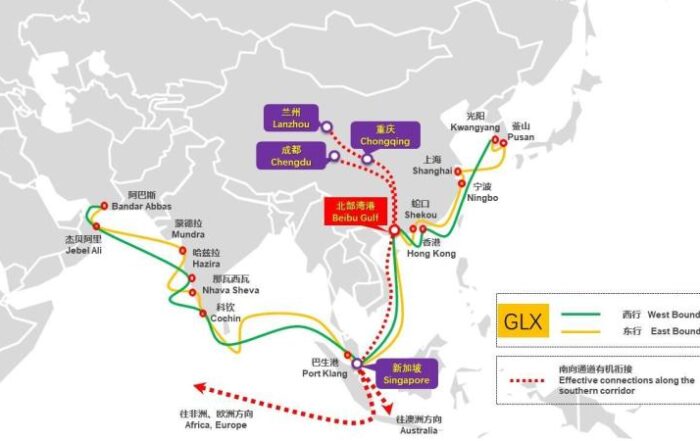 光阳
Kwangyang
釜山
Pusan
兰州
Lanzhou
重庆
Chongqing
成都
Chengdu
上海
Shanghai
宁波
Ningbo
阿巴斯
Bandar Abbas
北部湾港
Beibu Gulf
蛇口
Shekou
杰贝阿里
Jebel Ali
蒙德拉
Mundra
香港
Hong Kong
哈兹拉
Hazira
那瓦西瓦
Nhava Sheva
科钦
Cochin
GLX
西行 West Bound
东行 East Bound
巴生港
Port Klang
新加坡
Singapore
南向通道有机衔接
Effective connections along the
southern corridor
往非洲、欧洲方向
Africa, Europe
往澳洲方向
Australia